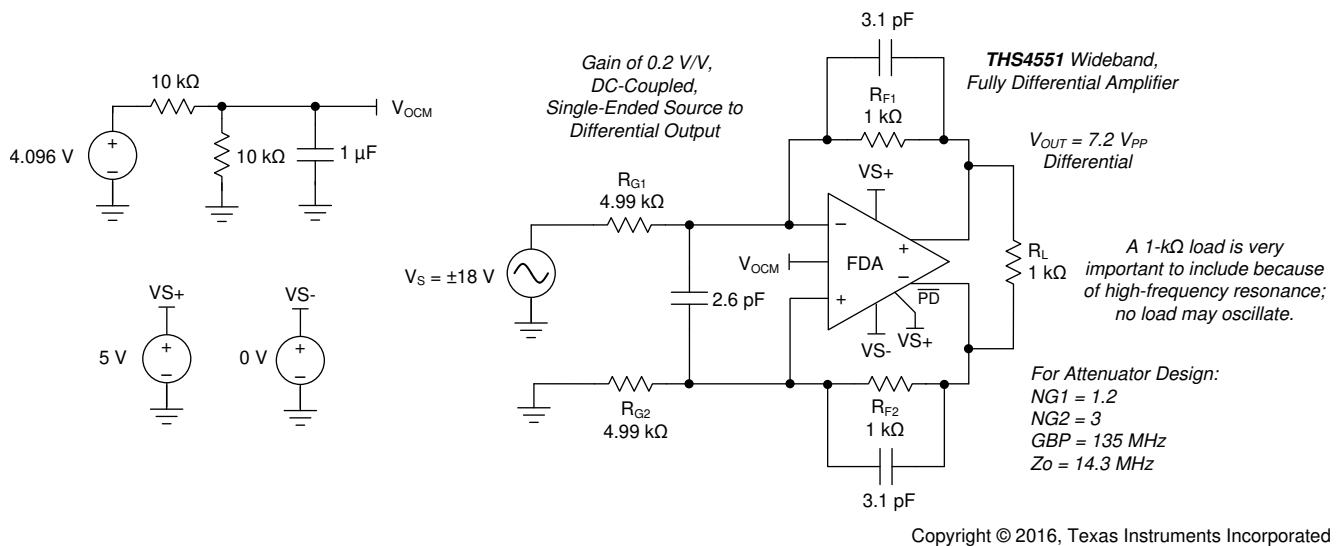 10 kΩ
V_OCM
4.096 V
+
−
10 kΩ
1 µF
VS+
5 V
+
−
VS-
0 V
+
−
Gain of 0.2 V/V,
DC-Coupled,
Single-Ended Source to
Differential Output
3.1 pF
R_F1
1 kΩ
THS4551 Wideband,
Fully Differential Amplifier
V_OUT = 7.2 V_PP
Differential
R_G1
4.99 kΩ
VS+
−
+
V_OCM
FDA
−
+
PD
VS-
VS+
R_L
1 kΩ
A 1-kΩ load is very
important to include because
of high-frequency resonance;
no load may oscillate.
V_S = ±18 V
2.6 pF
R_G2
4.99 kΩ
R_F2
1 kΩ
3.1 pF
For Attenuator Design:
NG1 = 1.2
NG2 = 3
GBP = 135 MHz
Zo = 14.3 MHz
Copyright © 2016, Texas Instruments Incorporated